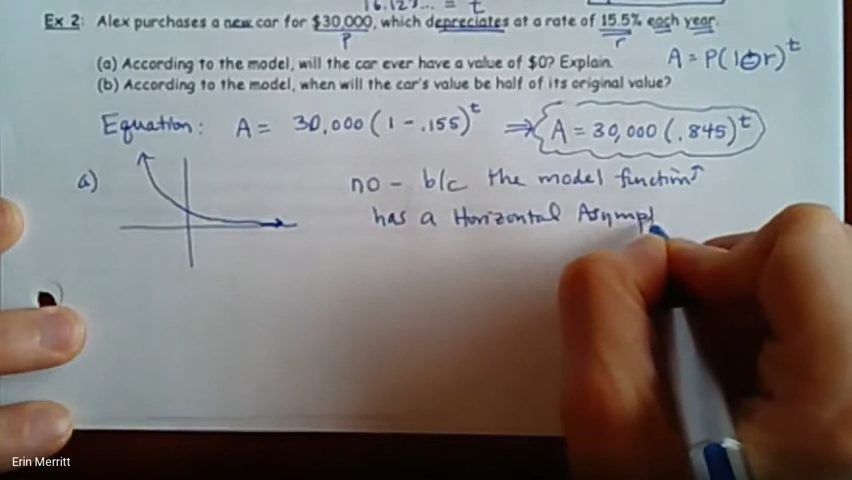 16.125... = t
Ex 2: Alex purchases a new car for $30,000, which depreciates at a rate of 15.5% each year.
P r
(a) According to the model, will the car ever have a value of $0? Explain. A = P(1-r)^t
(b) According to the model, when will the car's value be half of its original value?
Equation: A = 30,000 (1 - .155)^t ⇒ A = 30,000 (.845)^t
a) no - b/c the model function↑
has a Horizontal Asympt
Erin Merritt